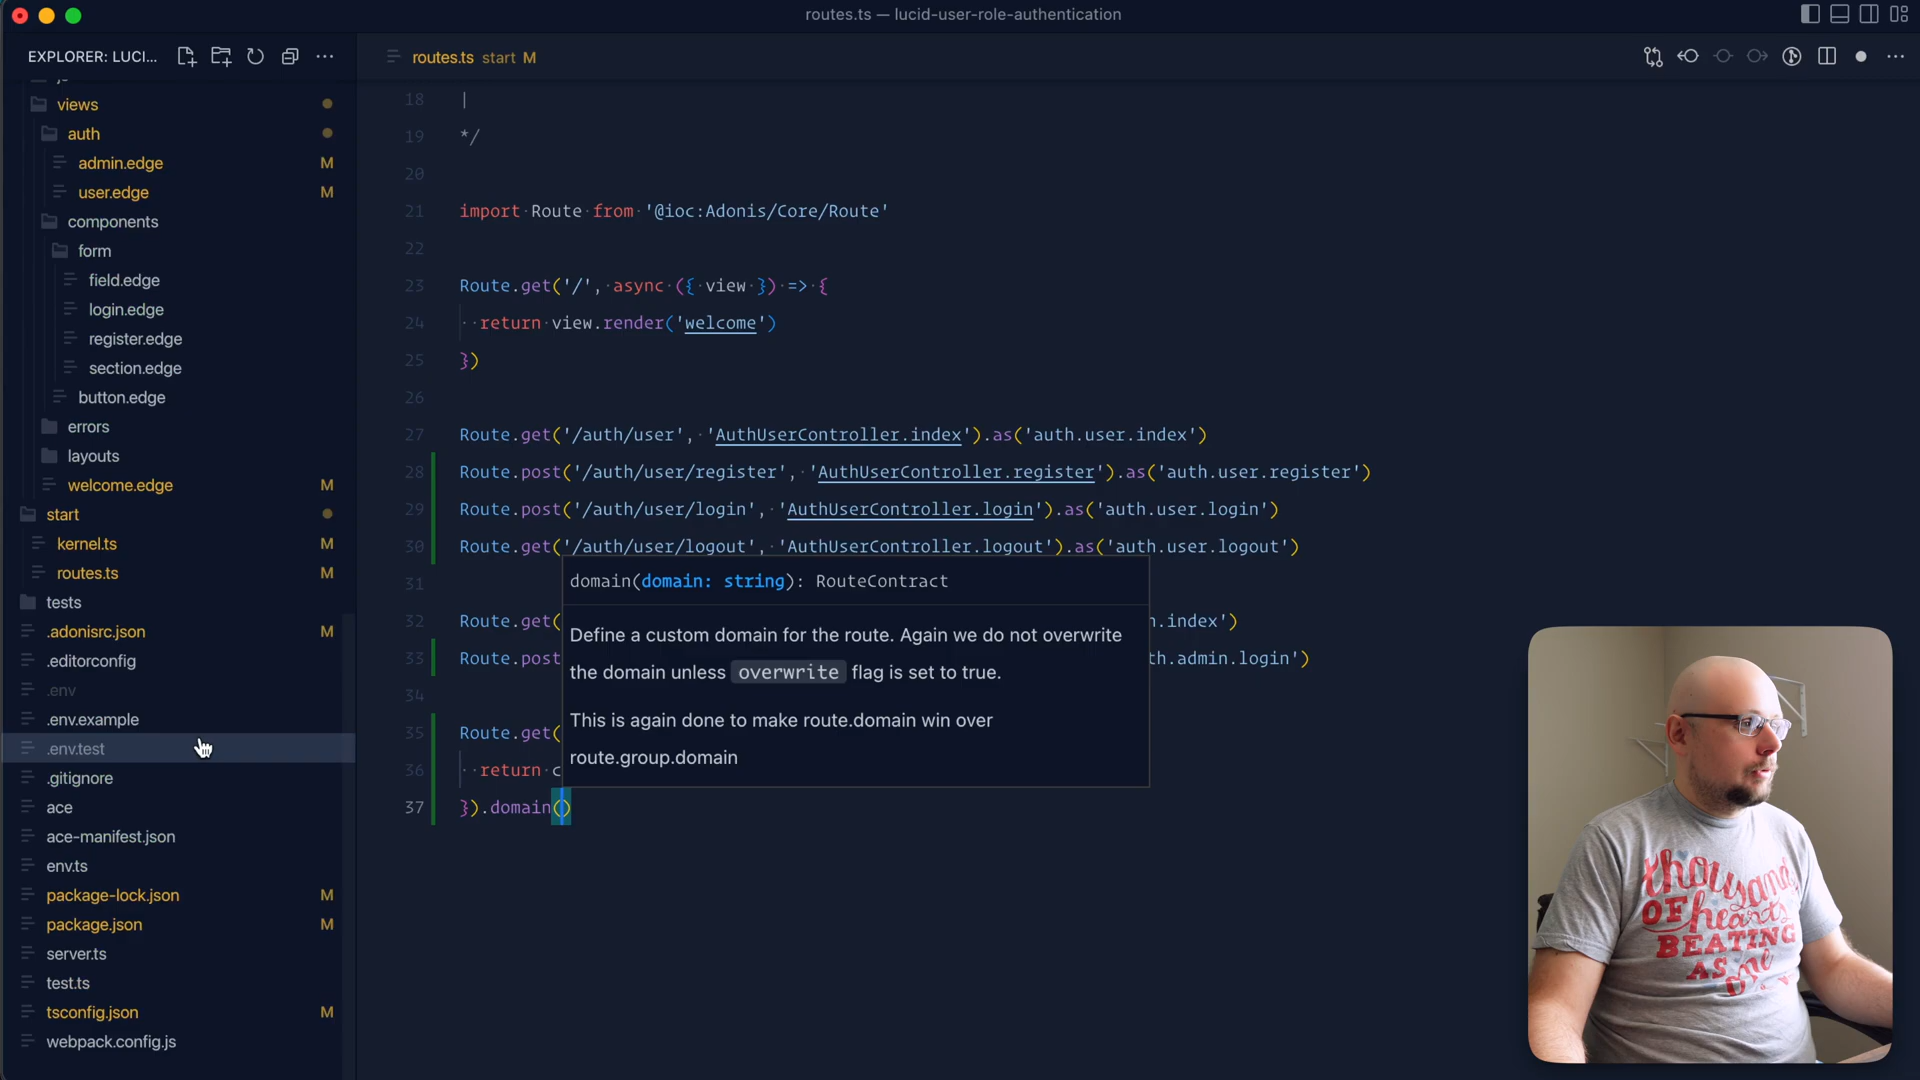 routes.ts — lucid-user-role-authentication
EXPLORER: LUCI...
views
auth
admin.edge M
user.edge M
components
form
field.edge
login.edge
register.edge
section.edge
button.edge
errors
layouts
welcome.edge M
start
kernel.ts M
routes.ts M
tests
.adonisrc.json M
.editorconfig
.env
.env.example
.env.test
.gitignore
ace
ace-manifest.json
env.ts
package-lock.json M
package.json M
server.ts
test.ts
tsconfig.json M
webpack.config.js
routes.ts start M
18 |
19 */
20
21 import Route from '@ioc:Adonis/Core/Route'
22
23 Route.get('/', async ({ view }) => {
24 return view.render('welcome')
25 })
26
27 Route.get('/auth/user', 'AuthUserController.index').as('auth.user.index')
28 Route.post('/auth/user/register', 'AuthUserController.register').as('auth.user.register')
29 Route.post('/auth/user/login', 'AuthUserController.login').as('auth.user.login')
30 Route.get('/auth/user/logout', 'AuthUserController.logout').as('auth.user.logout')
31
32 Route.get( n.index')
33 Route.post th.admin.login')
34
35 Route.get(
36 return c
37 }).domain()
domain(domain: string): RouteContract
Define a custom domain for the route. Again we do not overwrite
the domain unless overwrite flag is set to true.
This is again done to make route.domain win over
route.group.domain
thousand
OF hearts
BEATING
AS one